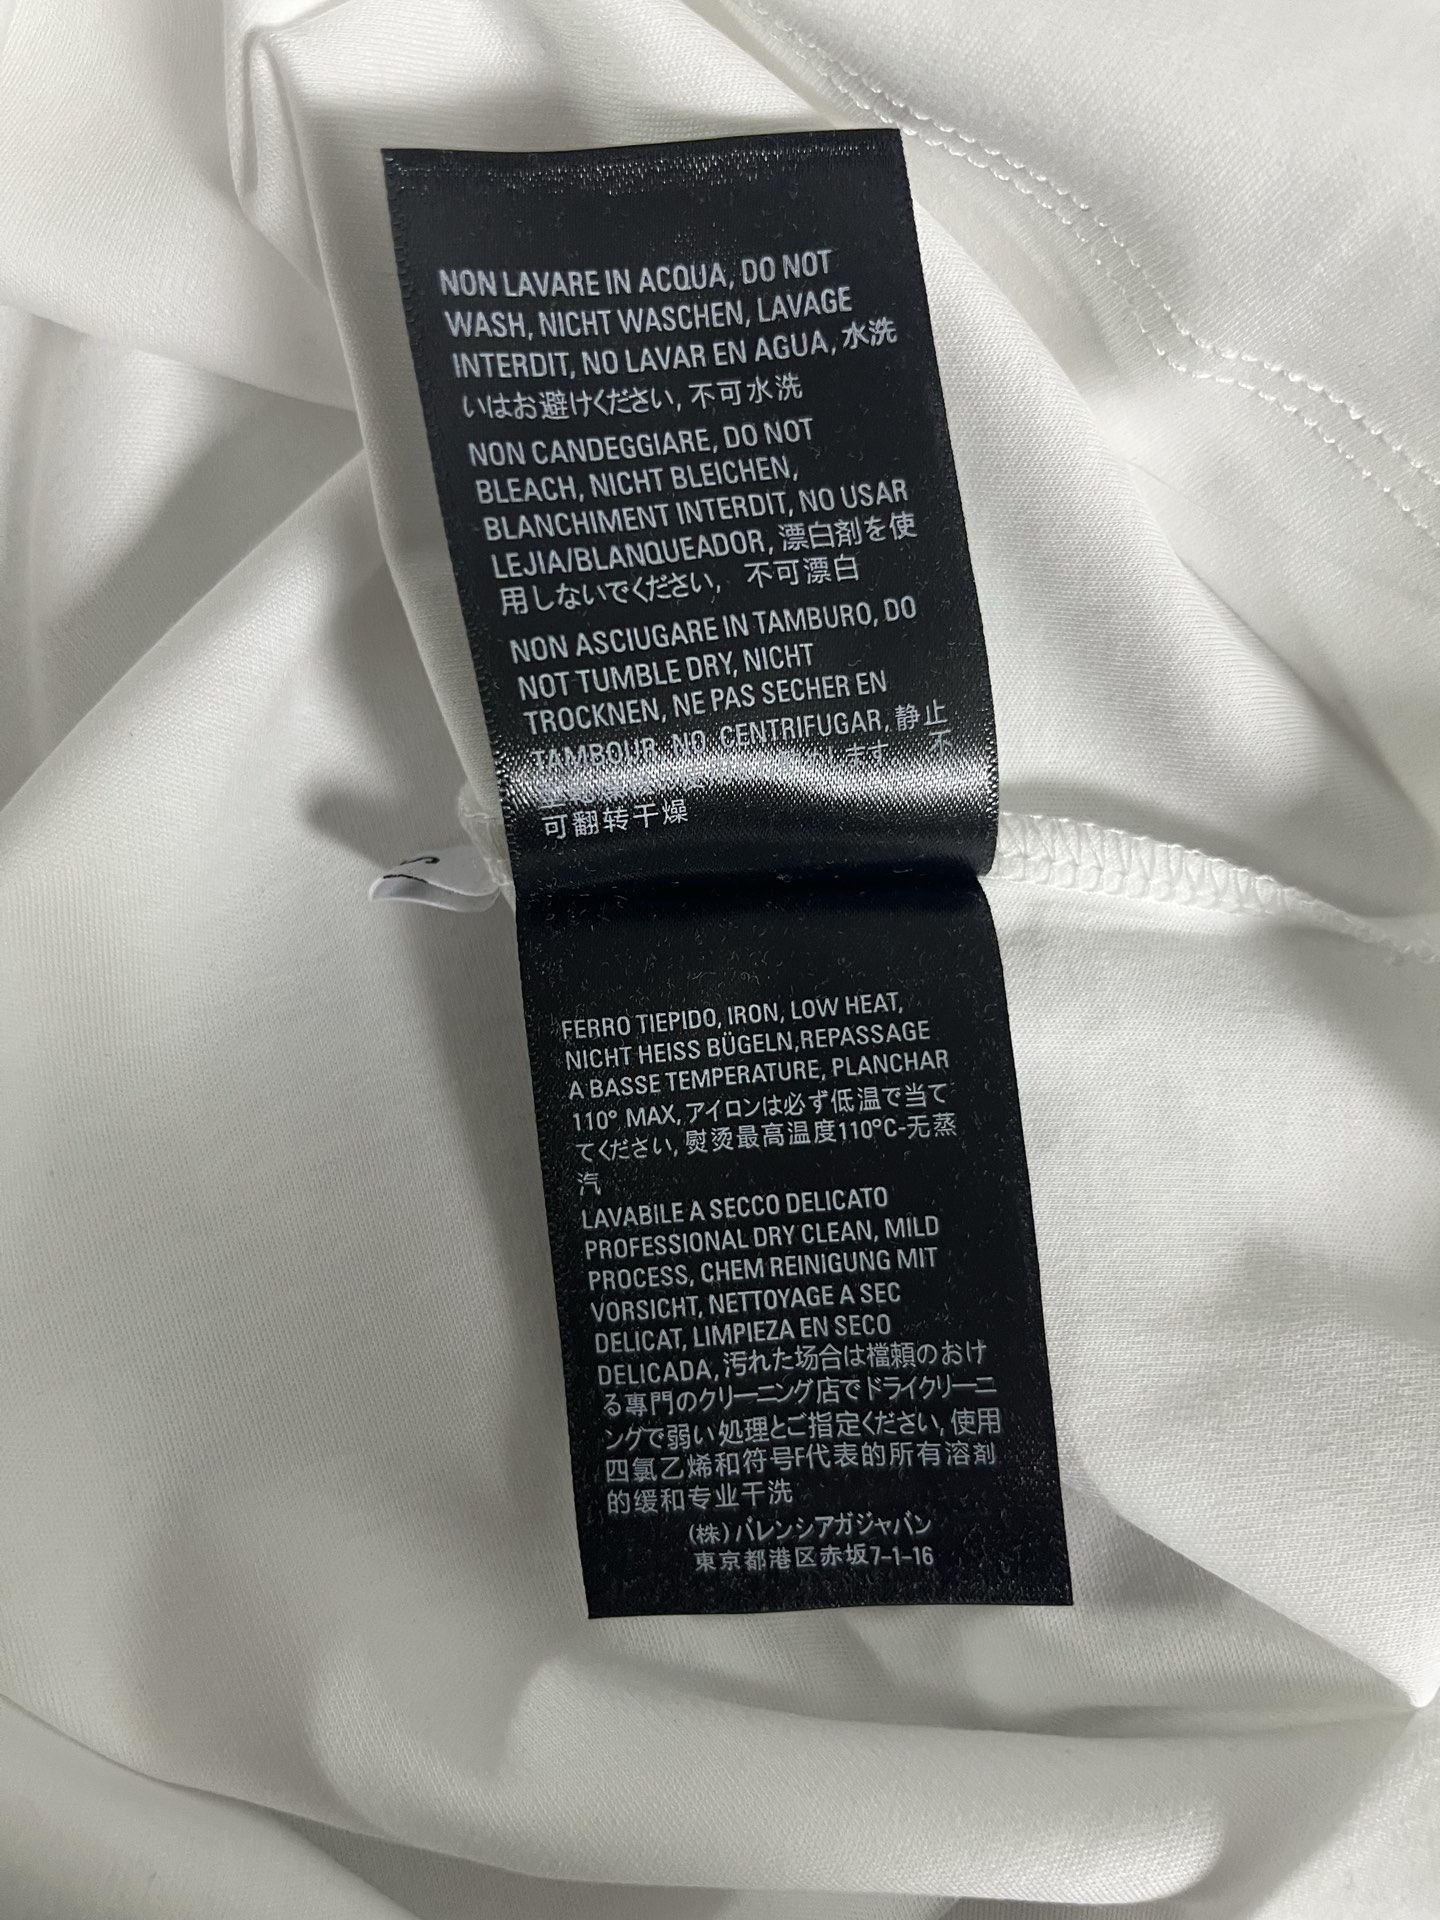 NON LAVARE IN ACQUA, DO NOT
WASH, NICHT WASCHEN, LAVAGE
INTERDIT, NO LAVAR EN AGUA, 水洗
いはお避けください, 不可水洗
NON CANDEGGIARE, DO NOT
BLEACH, NICHT BLEICHEN,
BLANCHIMENT INTERDIT, NO USAR
LEJIA/BLANQUEADOR, 漂白剤を使
用しないでください, 不可漂白
NON ASCIUGARE IN TAMBURO, DO
NOT TUMBLE DRY, NICHT
TROCKNEN, NE PAS SECHER EN
TAMBOUR, NO CENTRIFUGAR, 静止
ます 不
可翻转干燥
FERRO TIEPIDO, IRON, LOW HEAT,
NICHT HEISS BÜGELN,REPASSAGE
A BASSE TEMPERATURE, PLANCHAR
110° MAX, アイロンは必ず低温で当て
てください, 熨烫最高温度110°C-无蒸
汽
LAVABILE A SECCO DELICATO
PROFESSIONAL DRY CLEAN, MILD
PROCESS, CHEM REINIGUNG MIT
VORSICHT, NETTOYAGE A SEC
DELICAT, LIMPIEZA EN SECO
DELICADA, 汚れた場合は檔頼のおけ
る專門のクリーニング店でドライクリーニ
ングで弱い処理とご指定ください, 使用
四氯乙烯和符号F代表的所有溶剂
的缓和专业干洗
(株)バレンシアガジャパン
東京都港区赤坂7-1-16